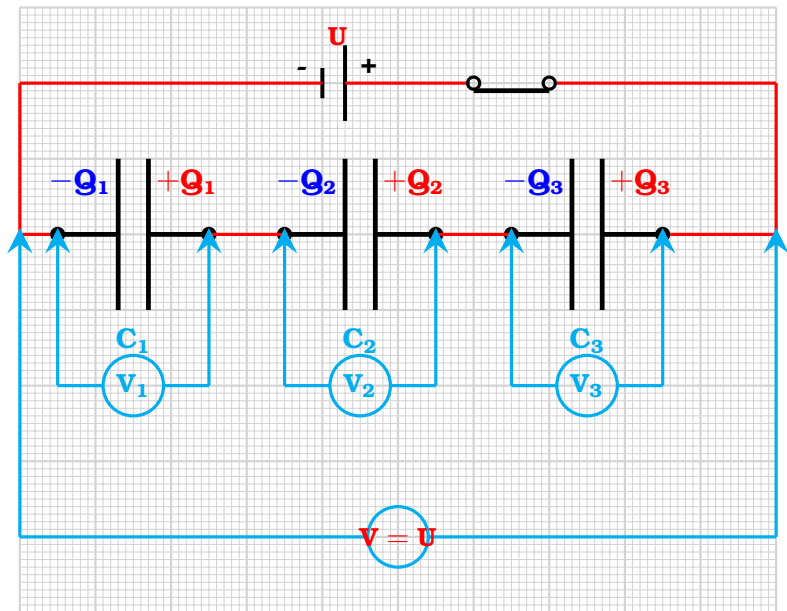 U
- +
−Q₁ +Q₁ −Q₂ +Q₂ −Q₃ +Q₃
C₁ C₂ C₃
V₁ V₂ V₃
V = U